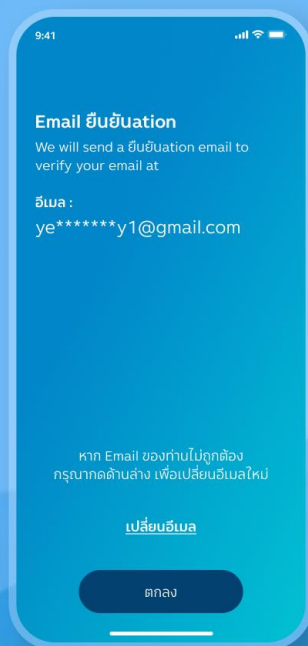 9:41
Email ยืนยันation
We will send a ยืนยันation email to
verify your email at
อีเมล :
ye*******y1@gmail.com
หาก Email ของท่านไม่ถูกต้อง
กรุณากดด้านล่าง เพื่อเปลี่ยนอีเมลใหม่
เปลี่ยนอีเมล
ตกลง